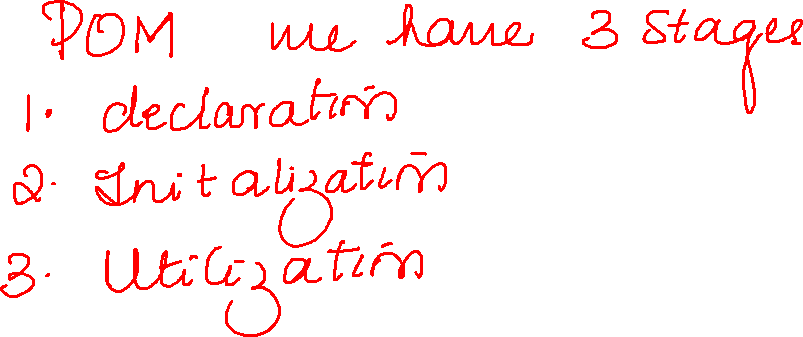 POM we have 3 stages
1. declaration
2. Initalization
3. Utilization